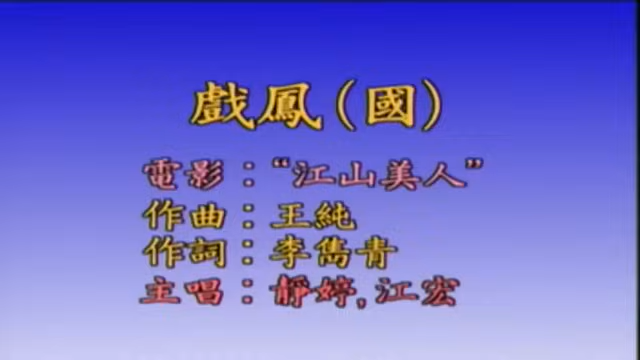 戲鳳(國)
電影:“江山美人”
作曲:王純
作詞:李雋青
主唱:靜婷,江宏